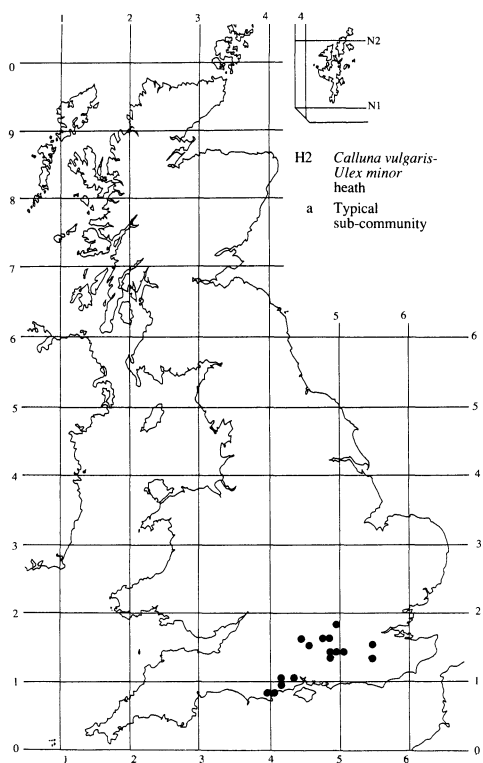 1 2 3 4 4
N2
0
N1
9
H2 Calluna vulgaris-
Ulex minor
heath
8
a Typical
sub-community
7
5 6
6 6
5 5
4 4
3 3
2 2
1 1
0 0
1 2 3 4 5 6